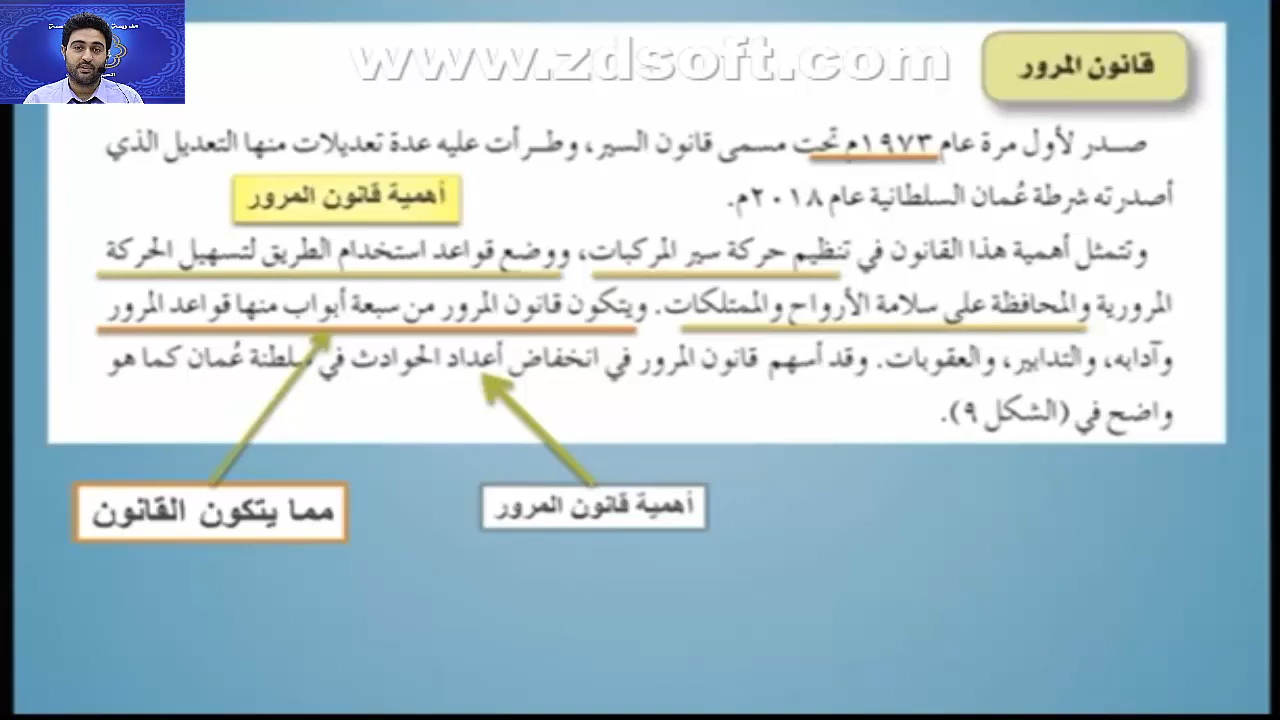 www.zdsoft.com
قانون المرور
صدر لأول مرة عام ١٩٧٣م تحت مسمى قانون السير، وطرأت عليه عدة تعديلات منها التعديل الذي
أصدرته شرطة عُمان السلطانية عام ٢٠١٨م.
أهمية قانون المرور
وتتمثل أهمية هذا القانون في تنظيم حركة سير المركبات، ووضع قواعد استخدام الطريق لتسهيل الحركة
المرورية والمحافظة على سلامة الأرواح والممتلكات. ويتكون قانون المرور من سبعة أبواب منها قواعد المرور
وآدابه، والتدابير، والعقوبات. وقد أسهم قانون المرور في انخفاض أعداد الحوادث في سلطنة عُمان كما هو
واضح في (الشكل ٩).
أهمية قانون المرور
مما يتكون القانون